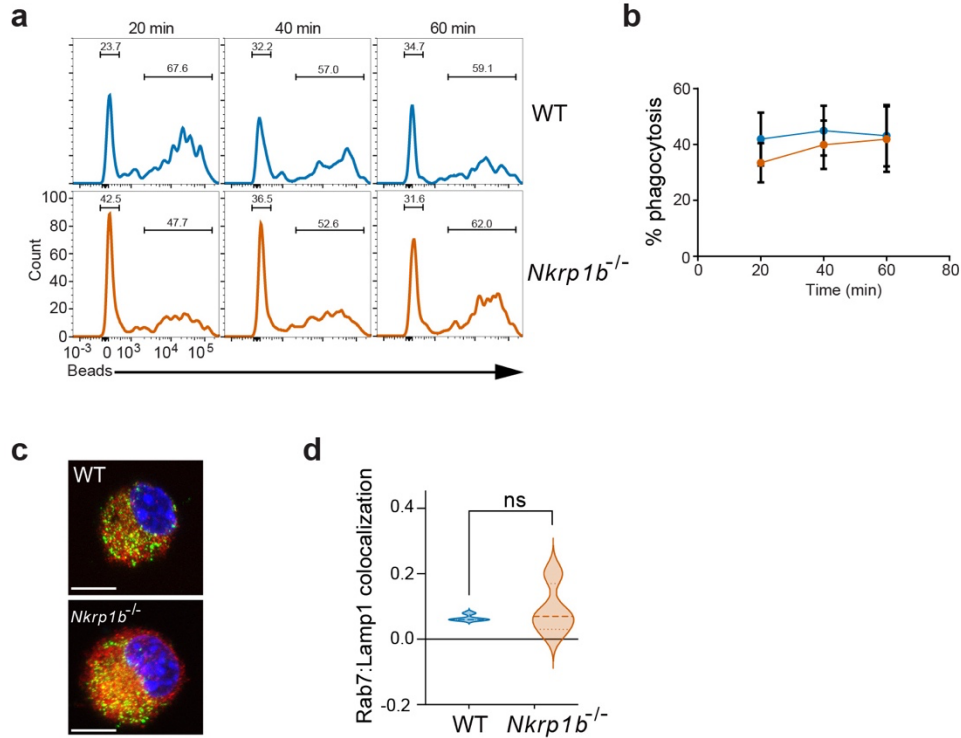 a
20 min 40 min 60 min
23.7 32.2 34.7
67.6 57.0 59.1
WT
100 42.5 36.5 31.6
47.7 52.6 62.0
80
60
40
20
0
Count
Nkrp1b-/-
10-3 0 103 104 105
Beads
b
60
40
20
0
% phagocytosis
0 20 40 60 80
Time (min)
c
WT
Nkrp1b-/-
d
ns
0.4
0.2
0.0
-0.2
Rab7:Lamp1 colocalization
WT Nkrp1b-/-